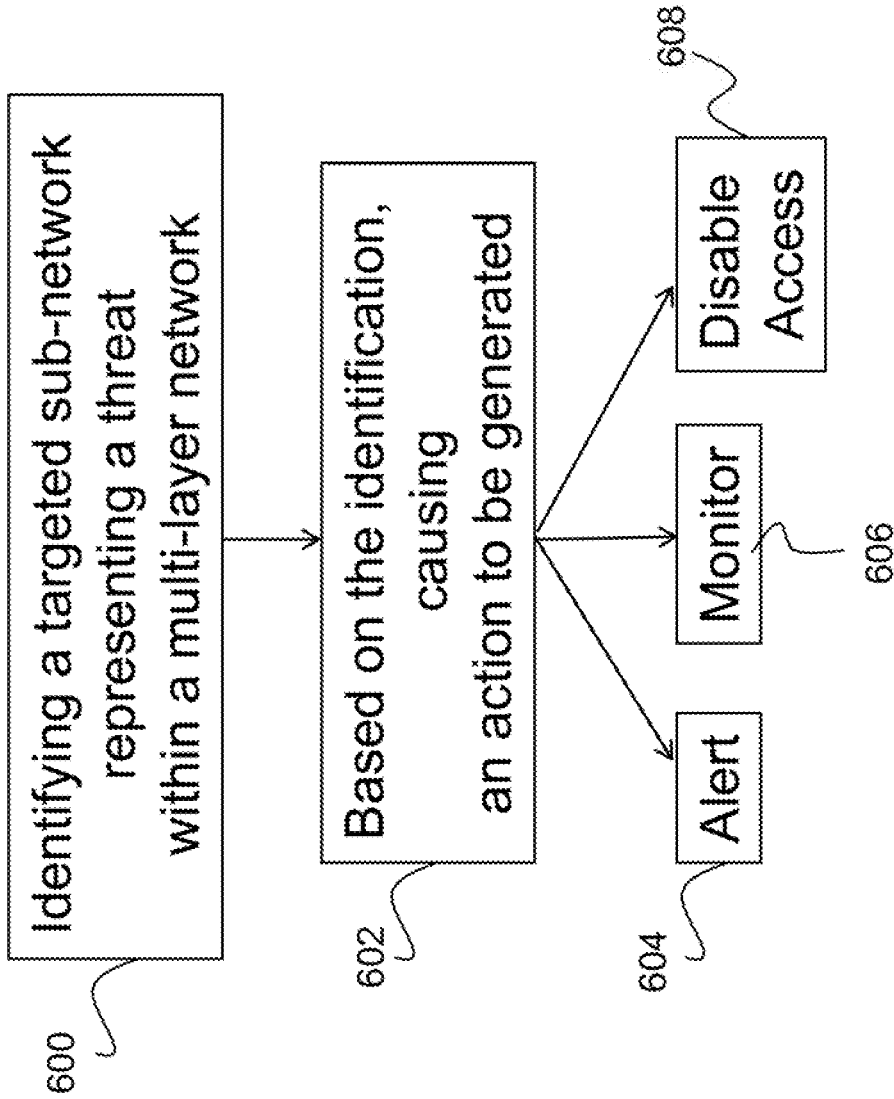 600
Identifying a targeted sub-network
representing a threat
within a multi-layer network
602
Based on the identification,
causing
an action to be generated
604
Alert
Monitor
606
Disable
Access
608